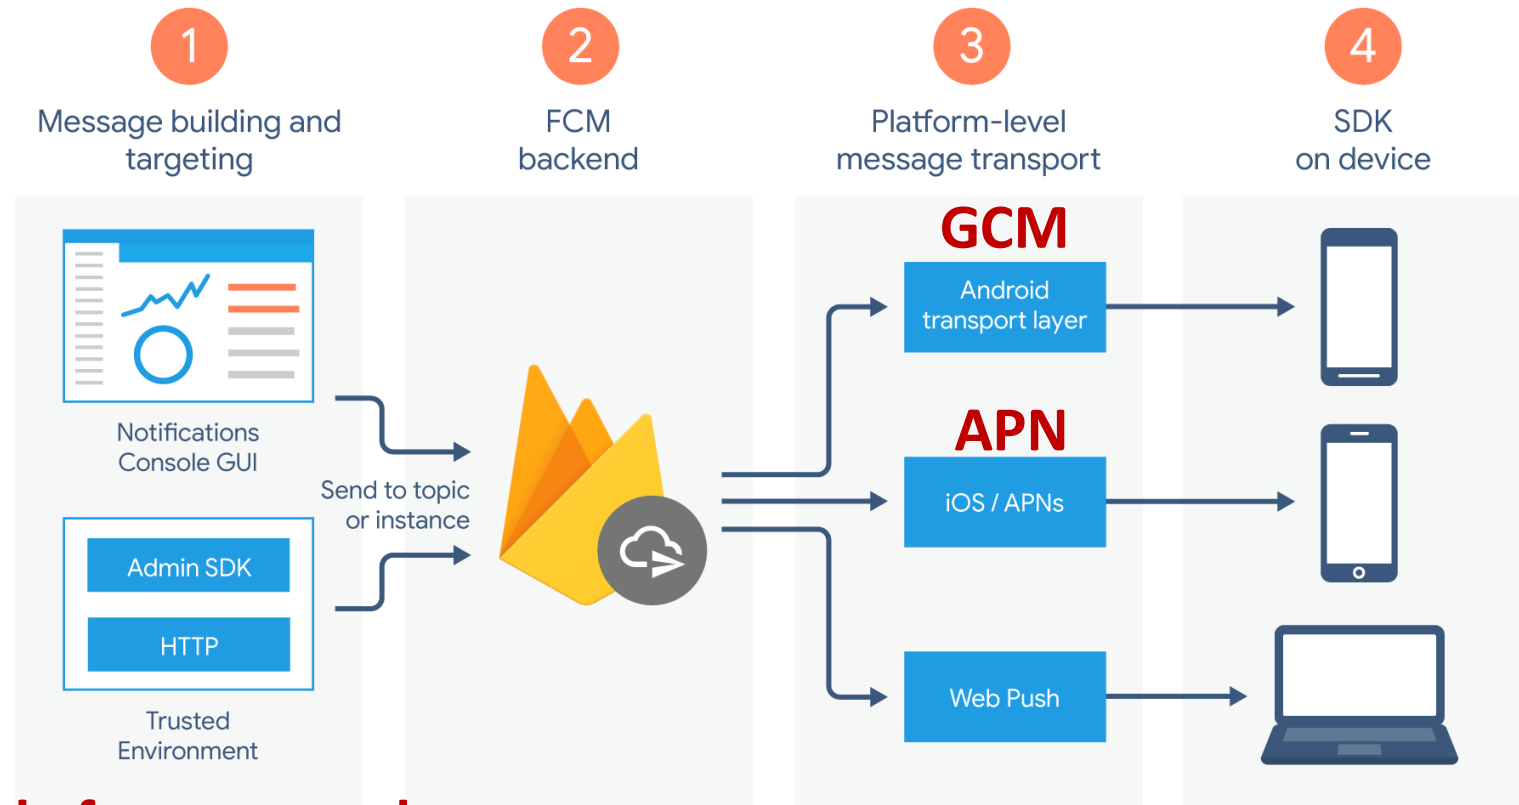 1
2
3
4
Message building and
targeting
FCM
backend
Platform-level
message transport
SDK
on device
Notifications
Console GUI
Send to topic
or instance
Admin SDK
HTTP
Trusted
Environment
GCM
Android
transport layer
APN
iOS / APNs
Web Push